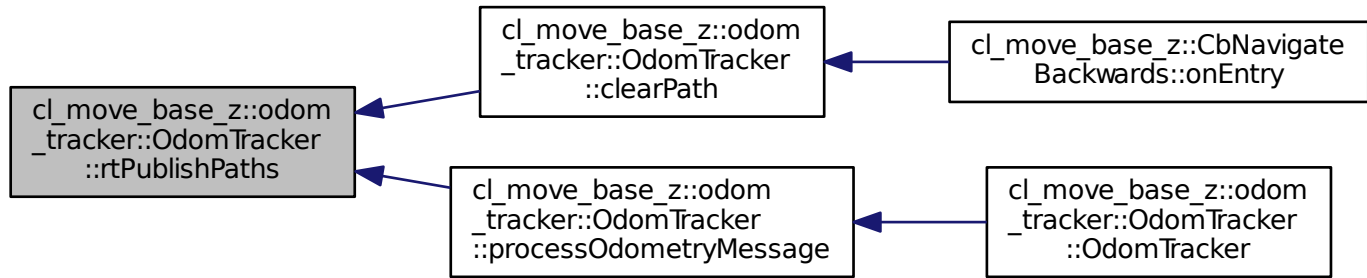 cl_move_base_z::odom
_tracker::OdomTracker
::rtPublishPaths
cl_move_base_z::odom
_tracker::OdomTracker
::clearPath
cl_move_base_z::CbNavigate
Backwards::onEntry
cl_move_base_z::odom
_tracker::OdomTracker
::processOdometryMessage
cl_move_base_z::odom
_tracker::OdomTracker
::OdomTracker